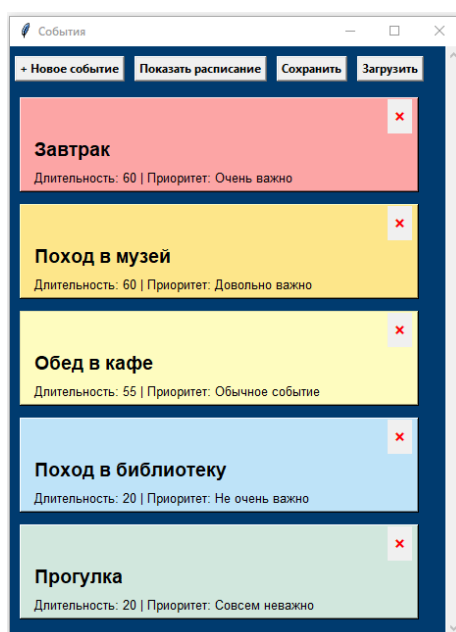 События
+ Новое событие Показать расписание Сохранить Загрузить
×
Завтрак
Длительность: 60 | Приоритет: Очень важно
×
Поход в музей
Длительность: 60 | Приоритет: Довольно важно
×
Обед в кафе
Длительность: 55 | Приоритет: Обычное событие
×
Поход в библиотеку
Длительность: 20 | Приоритет: Не очень важно
×
Прогулка
Длительность: 20 | Приоритет: Совсем неважно